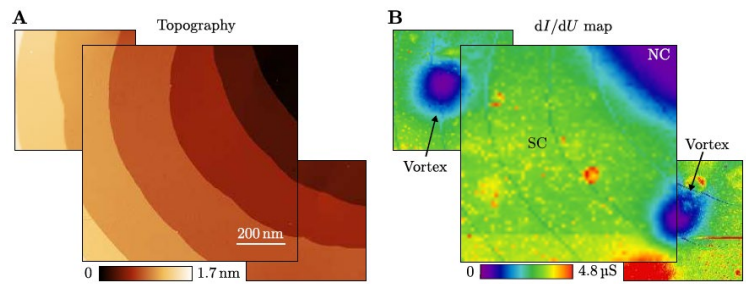 A
Topography
200 nm
0
1.7 nm
B
dI/dU map
NC
SC
Vortex
Vortex
0
4.8 µS